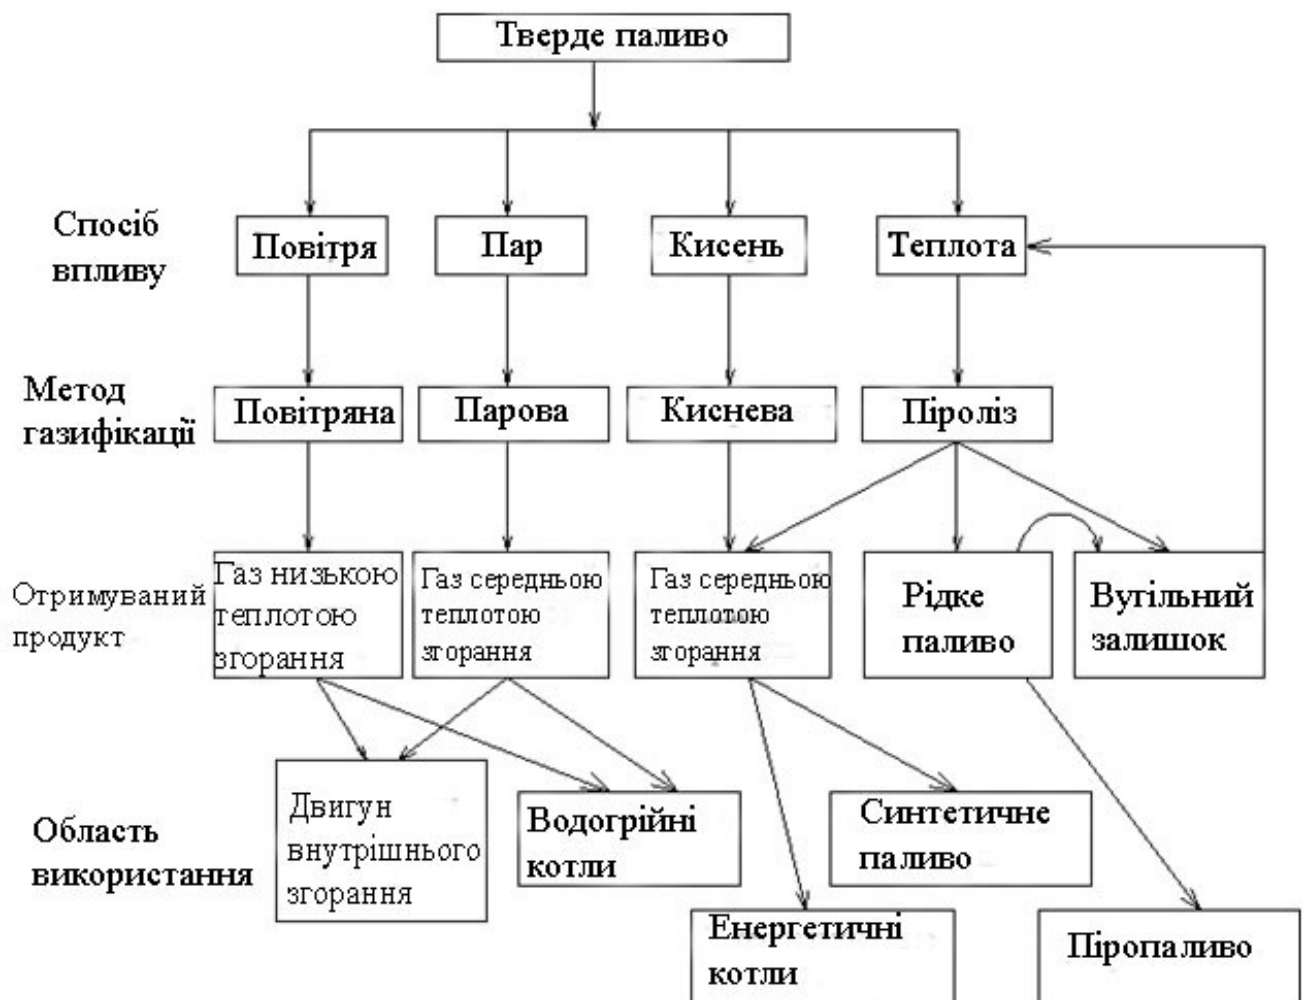 Тверде паливо
Спосіб
впливу
Повітря
Пар
Кисень
Теплота
Метод
газифікації
Повітряна
Парова
Киснева
Піроліз
Отримуваний
продукт
Газ низькою
теплотою
згорання
Газ середньою
теплотою
згорання
Газ середньою
теплотою
згорання
Рідке
паливо
Вугільний
залишок
Область
використання
Двигун
внутрішнього
згорання
Водогрійні
котли
Синтетичне
паливо
Енергетичні
котли
Піропаливо